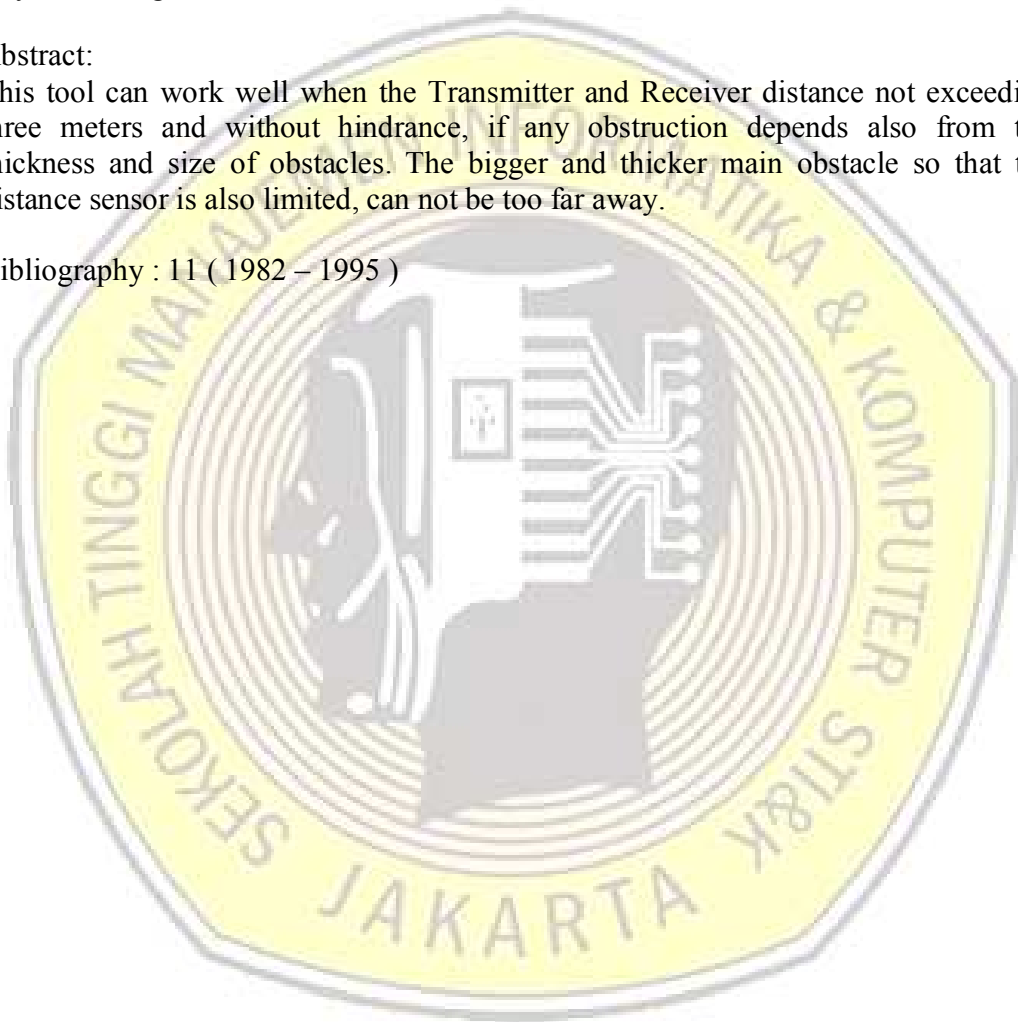 bstract:
his tool can work well when the Transmitter and Receiver distance not exceedi
hree meters and without hindrance, if any obstruction depends also from t
hickness and size of obstacles. The bigger and thicker main obstacle so that t
istance sensor is also limited, can not be too far away.
ibliography : 11 ( 1982 – 1995 )
SEKOLAH TINGGI MANAJEMEN INFORMATIKA & KOMPUTER STI&K
JAKARTA